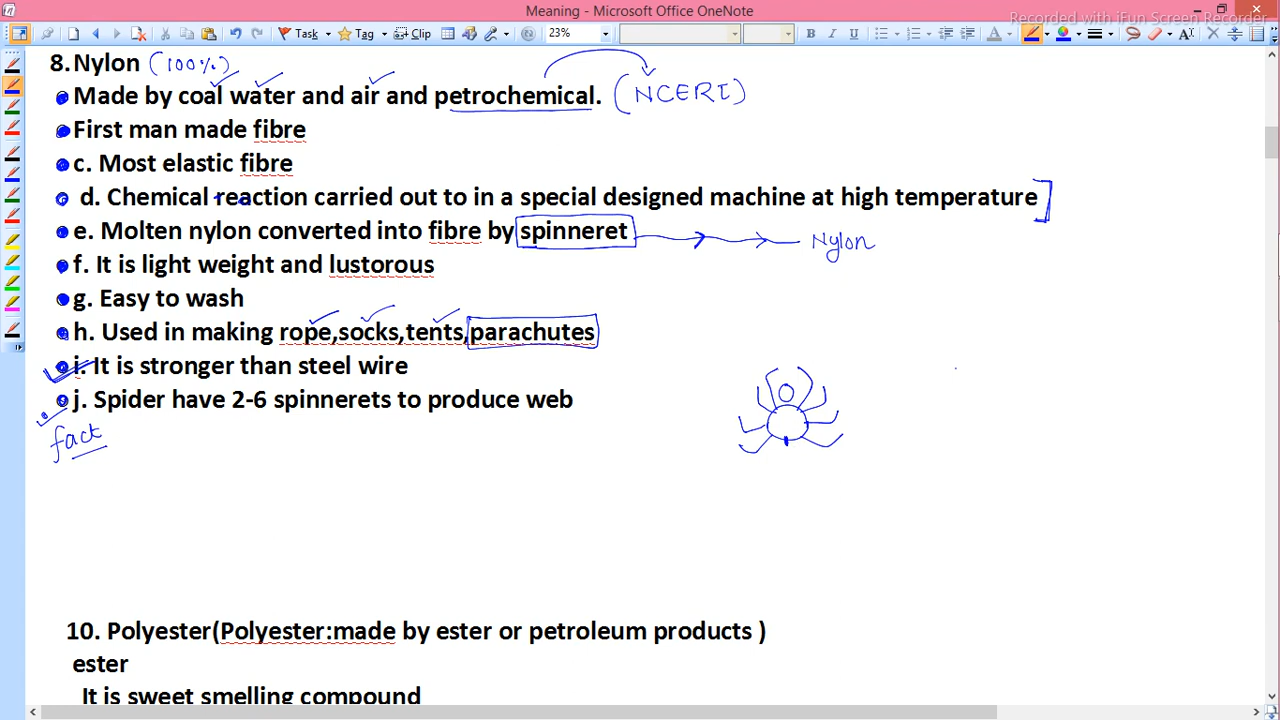 Meaning - Microsoft Office OneNote
Recorded with iFun Screen Recorder
Task Tag Clip 23% B I U
8.Nylon (100%)
Made by coal water and air and petrochemical. (NCERT)
First man made fibre
c. Most elastic fibre
d. Chemical reaction carried out to in a special designed machine at high temperature
e. Molten nylon converted into fibre by spinneret Nylon
f. It is light weight and lustorous
g. Easy to wash
h. Used in making rope,socks,tents,parachutes
i. It is stronger than steel wire
j. Spider have 2-6 spinnerets to produce web
fact
10. Polyester(Polyester:made by ester or petroleum products )
ester
It is sweet smelling compound